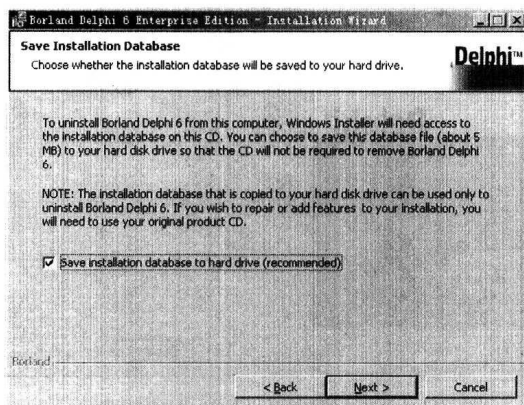 Borland Delphi 6 Enterprise Edition - Installation Wizard
Save Installation Database
Choose whether the installation database will be saved to your hard drive.
Delphi™
To uninstall Borland Delphi 6 from this computer, Windows Installer will need access to
the installation database on this CD. You can choose to save this database file (about 5
MB) to your hard disk drive so that the CD will not be required to remove Borland Delphi
6.
NOTE: The installation database that is copied to your hard disk drive can be used only to
uninstall Borland Delphi 6. If you wish to repair or add features to your installation, you
will need to use your original product CD.
Save installation database to hard drive (recommended)
Borland
< Back
Next >
Cancel